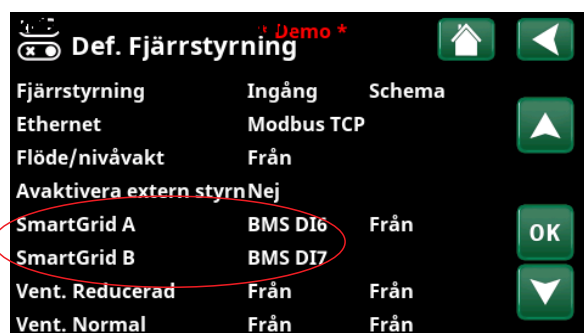 * Demo *
Def. Fjärrstyrning
Fjärrstyrning Ingång Schema
Ethernet Modbus TCP
Flöde/nivåvakt Från
Avaktivera extern styrn Nej
SmartGrid A BMS DI6 Från
OK
SmartGrid B BMS DI7
Vent. Reducerad Från Från
Vent. Normal Från Från